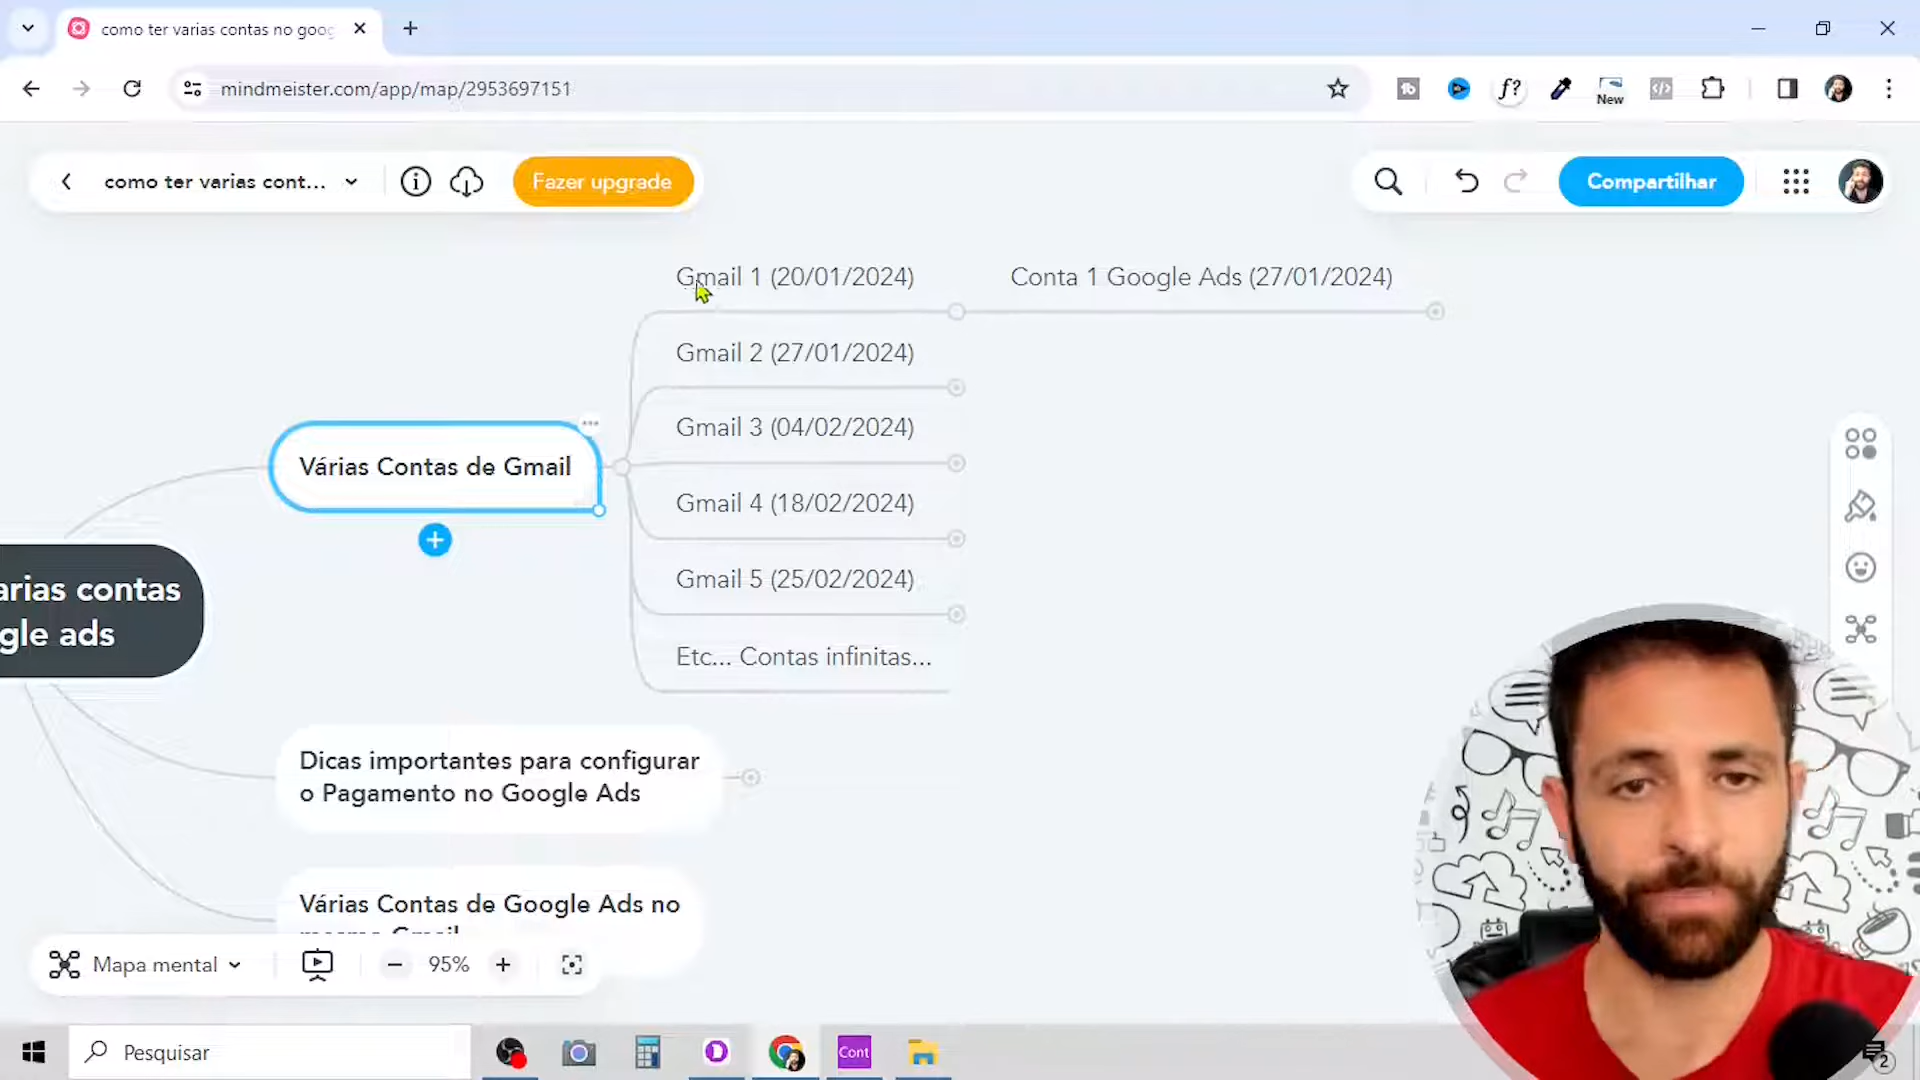 como ter varias contas no goog
mindmeister.com/app/map/2953697151
f?
New
como ter varias cont...
Fazer upgrade
Compartilhar
Gmail 1 (20/01/2024)
Conta 1 Google Ads (27/01/2024)
Gmail 2 (27/01/2024)
Gmail 3 (04/02/2024)
Várias Contas de Gmail
Gmail 4 (18/02/2024)
Gmail 5 (25/02/2024)
arias contas
gle ads
Etc... Contas infinitas...
Dicas importantes para configurar
o Pagamento no Google Ads
Várias Contas de Google Ads no
mesmo Gmail
Mapa mental
95%
Pesquisar
Cont
2